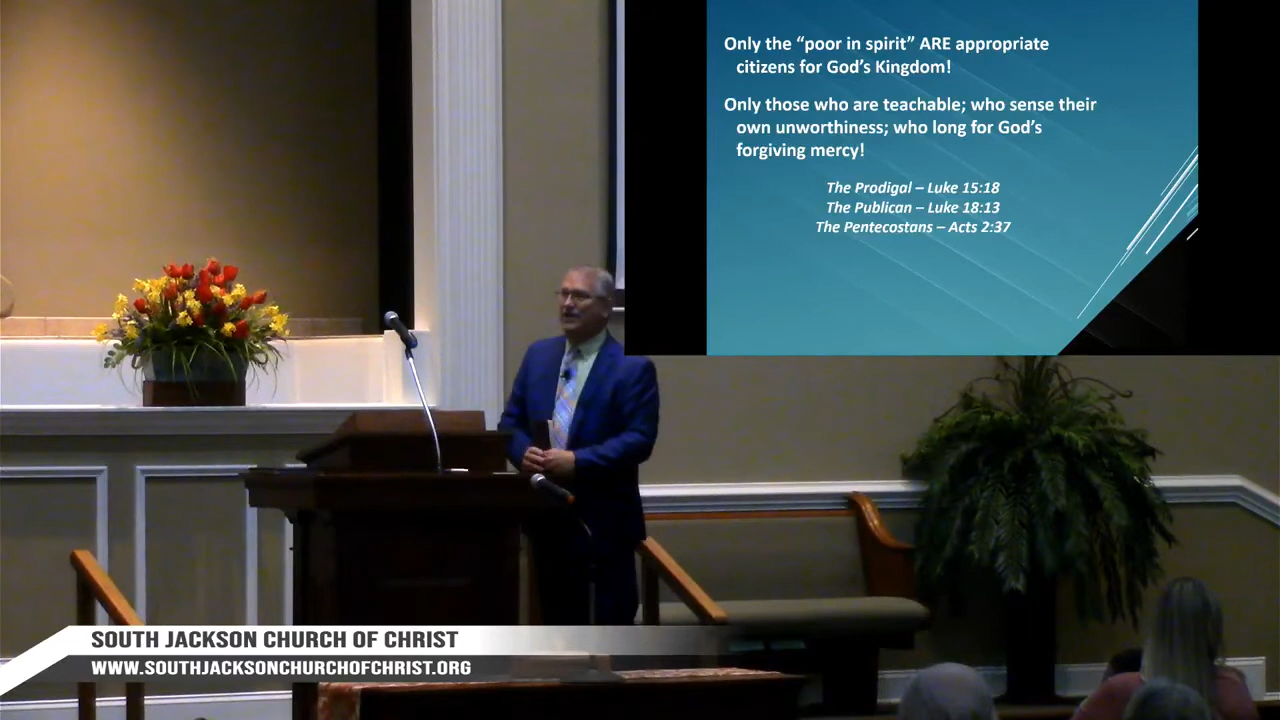 Only the “poor in spirit” ARE appropriate
citizens for God’s Kingdom!
Only those who are teachable; who sense their
own unworthiness; who long for God’s
forgiving mercy!
The Prodigal – Luke 15:18
The Publican – Luke 18:13
The Pentecostans – Acts 2:37
SOUTH JACKSON CHURCH OF CHRIST
WWW.SOUTHJACKSONCHURCHOFCHRIST.ORG